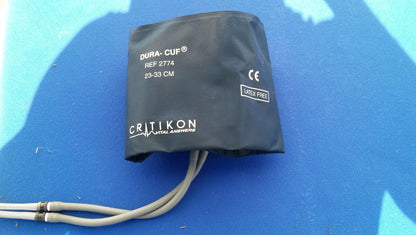 DURA-CUF®
REF 2774
23-33 CM
CE
LATEX FREE
CRITIKON
VITAL ANSWERS